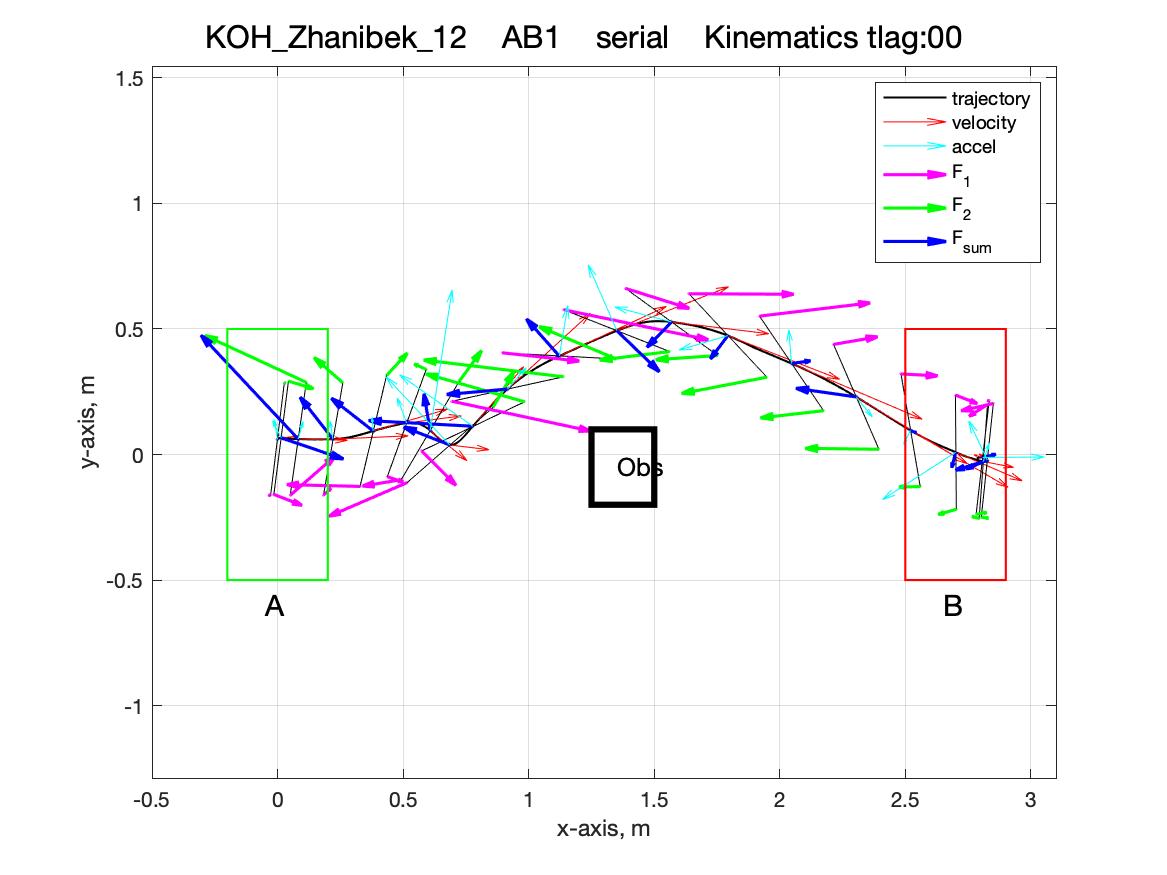 KOH_Zhanibek_12 AB1 serial Kinematics tlag:00
1.5
1
0.5
0
-0.5
-1
y-axis, m
trajectory
velocity
accel
F1
F2
Fsum
Obs
A
B
-0.5 0 0.5 1 1.5 2 2.5 3
x-axis, m